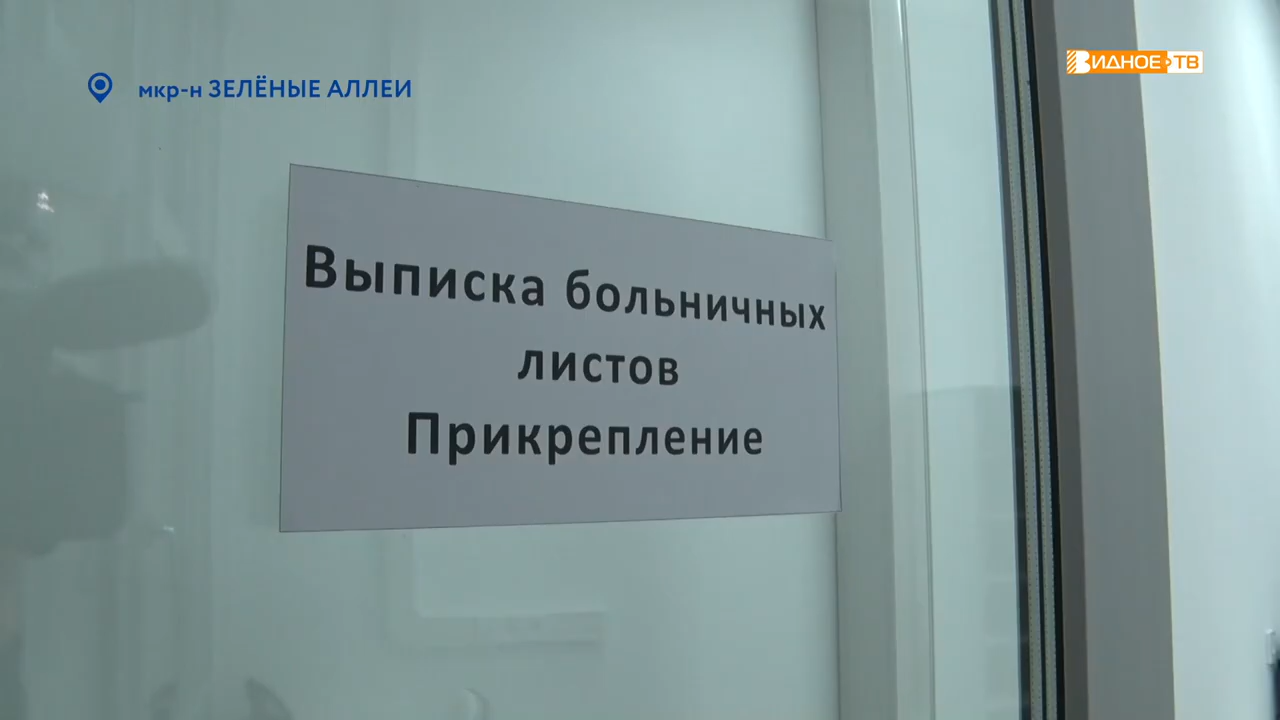 мкр-н ЗЕЛЁНЫЕ АЛЛЕИ
ВИДНОЕ ТВ
Выписка больничных
листов
Прикрепление